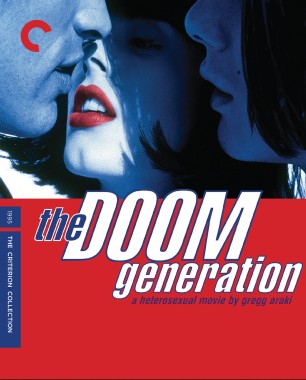 the DOOM
generation
a heterosexual movie by gregg araki
1995
THE CRITERION COLLECTION